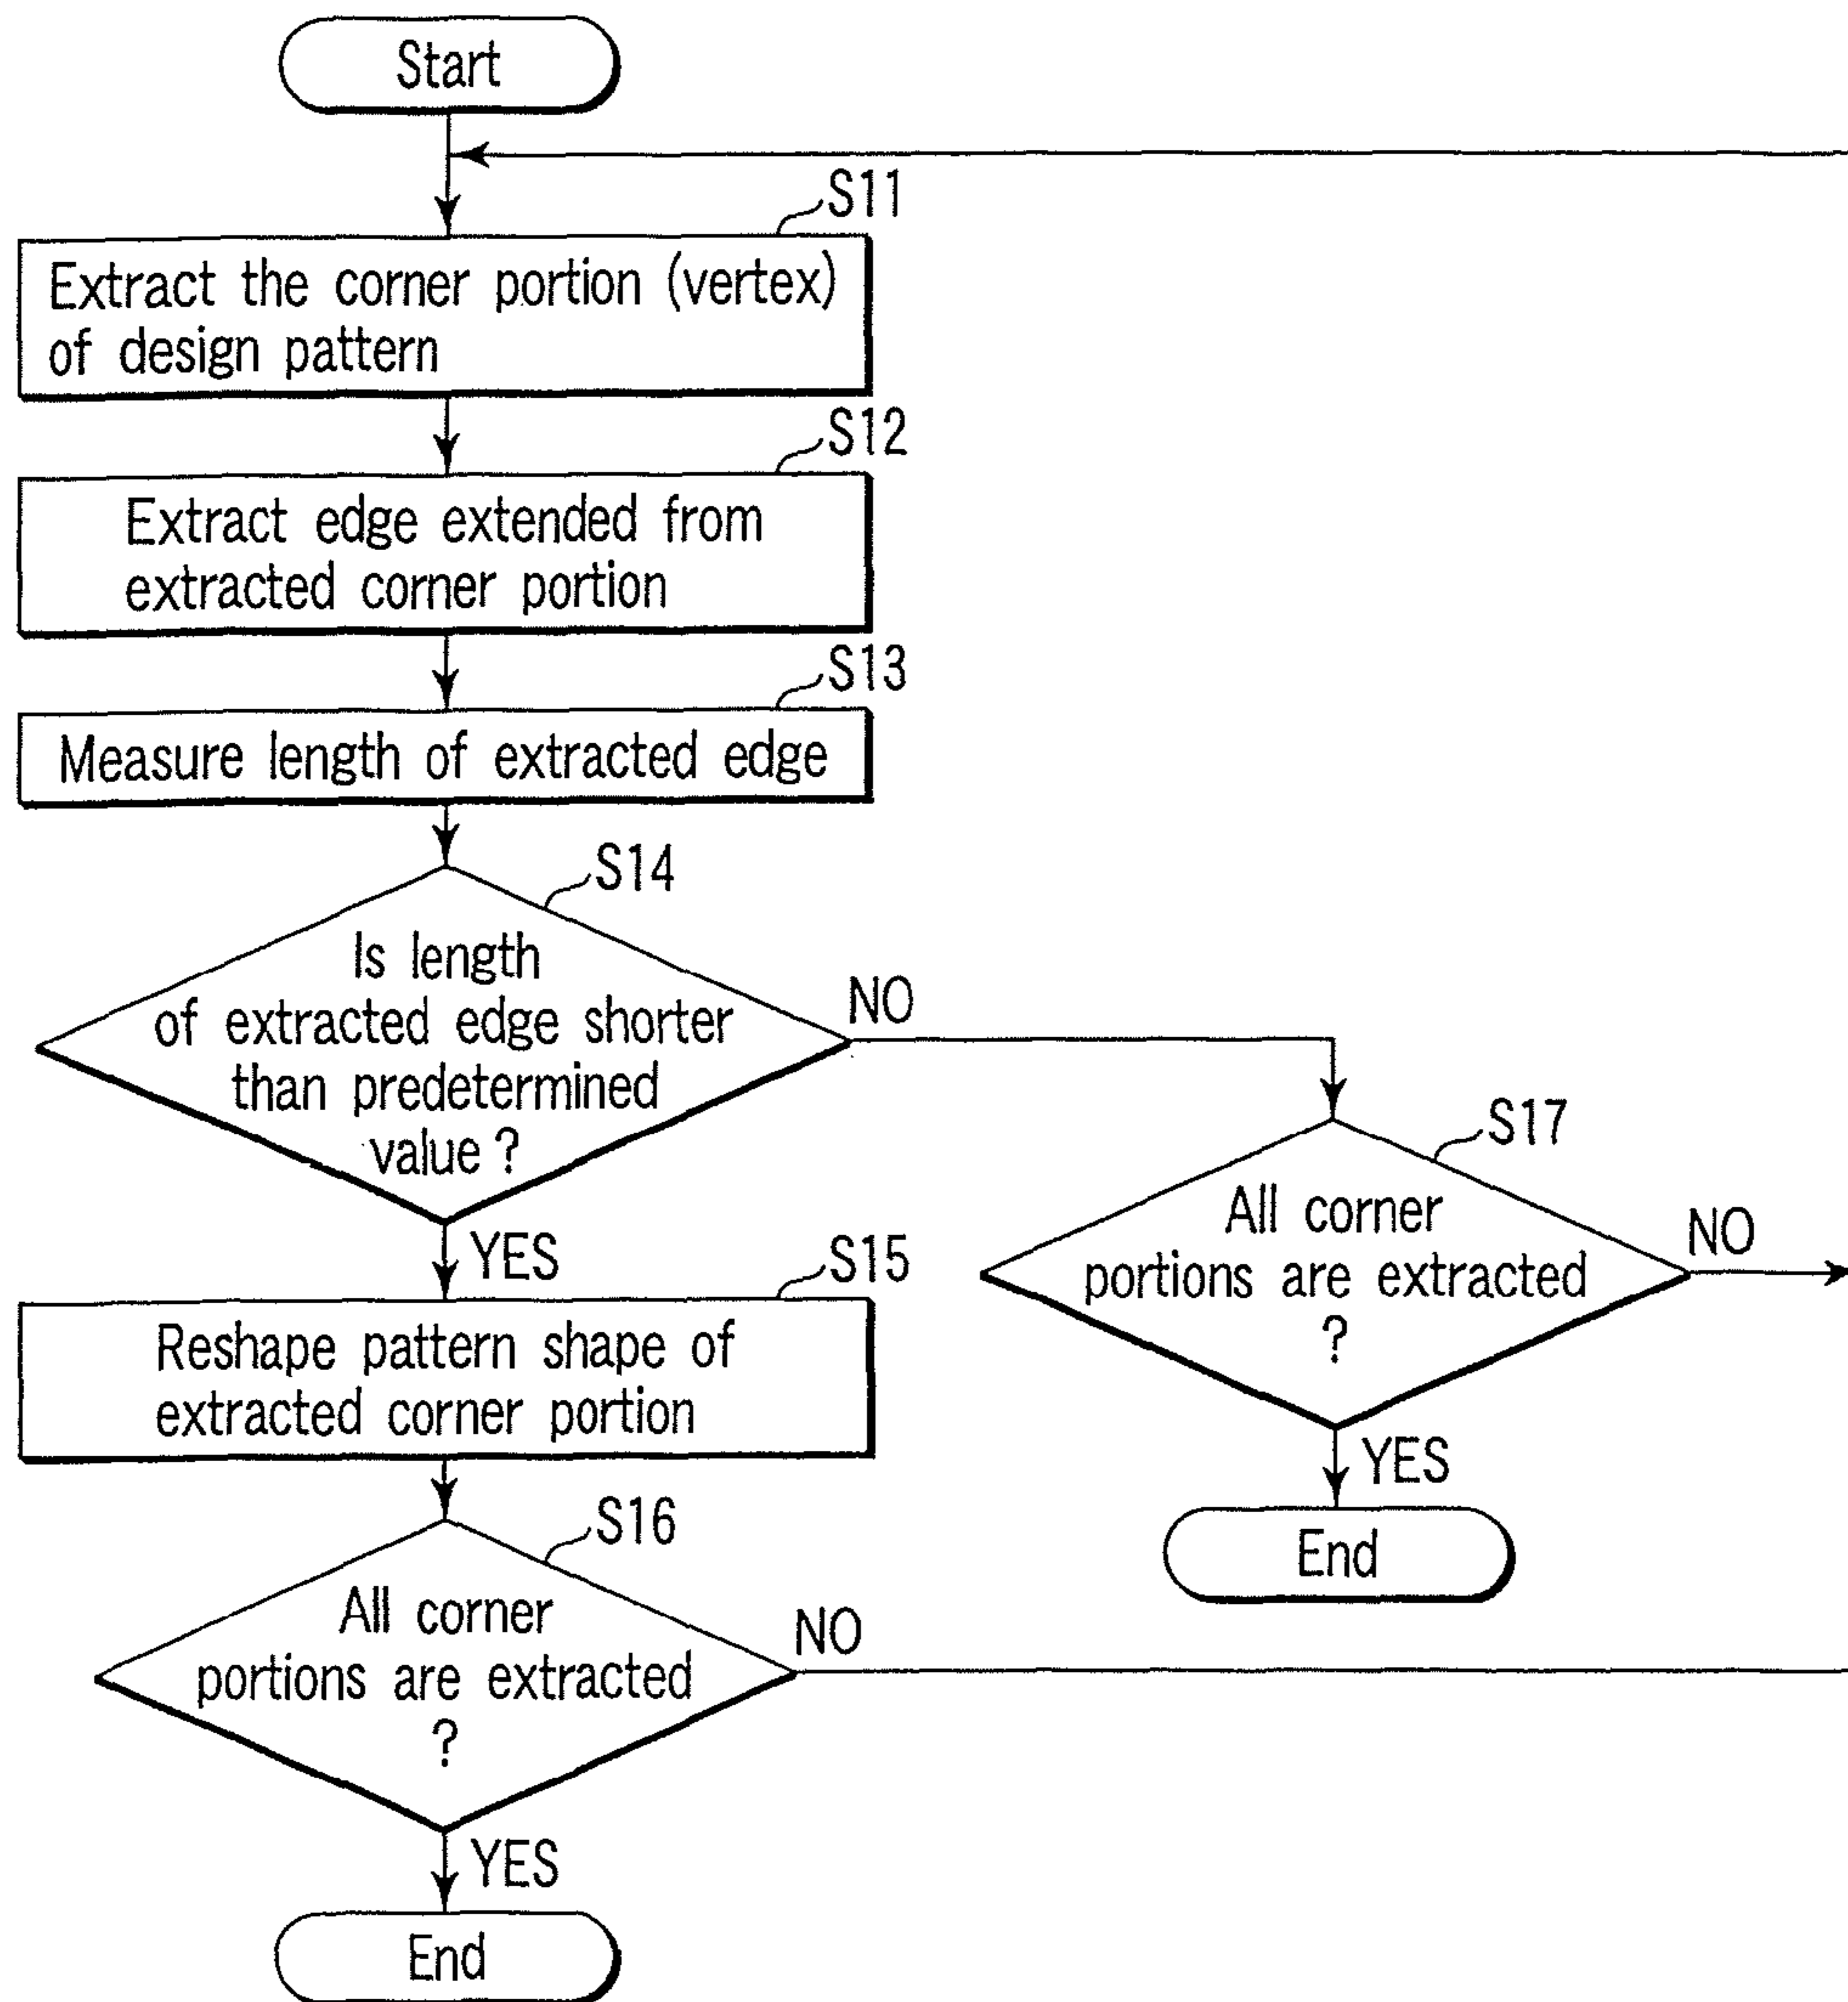 Start
S11
Extract the corner portion (vertex)
of design pattern
S12
Extract edge extended from
extracted corner portion
S13
Measure length of extracted edge
S14
Is length
of extracted edge shorter
than predetermined
value ?
NO
YES
S15
Reshape pattern shape of
extracted corner portion
S16
All corner
portions are extracted
?
NO
YES
End
S17
All corner
portions are extracted
?
NO
YES
End